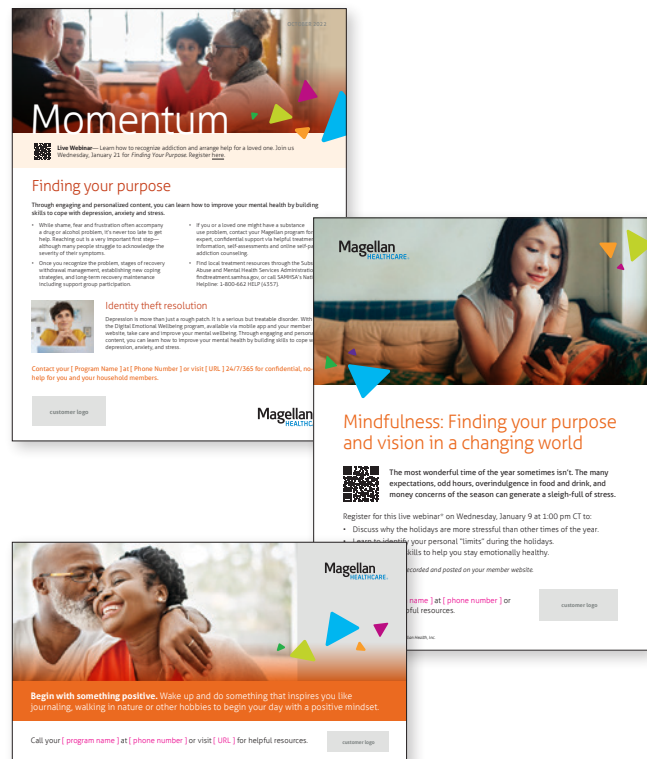 OCTOBER 2022
Momentum
Live Webinar— Learn how to recognize addiction and arrange help for a loved one. Join us
Wednesday, January 21 for Finding Your Purpose. Register here.
Finding your purpose
Through engaging and personalized content, you can learn how to improve your mental health by building
skills to cope with depression, anxiety and stress.
• While shame, fear and frustration often accompany
a drug or alcohol problem, it's never too late to get
help. Reaching out is a very important first step—
although many people struggle to acknowledge the
severity of their symptoms.
• Once you recognize the problem, stages of recovery
withdrawal management, establishing new coping
strategies, and long-term recovery maintenance
including support group participation.
• If you or a loved one might have a substance
use problem, contact your Magellan program for
expert, confidential support via helpful treatment
information, self-assessments and online self-pa
addiction counseling.
• Find local treatment resources through the Subs
Abuse and Mental Health Services Administratio
findtreatment.samhsa.gov, or call SAMHSA's Nati
Helpline: 1-800-662 HELP (4357).
Identity theft resolution
Depression is more than just a rough patch. It is a serious but treatable disorder. With
the Digital Emotional Wellbeing program, available via mobile app and your member
website, take care and improve your mental wellbeing. Through engaging and persona
content, you can learn how to improve your mental health by building skills to cope w
depression, anxiety, and stress.
Contact your [ Program Name ] at [ Phone Number ] or visit [ URL ] 24/7/365 for confidential, no-
help for you and your household members.
customer logo
Magellan
HEALTHC
Magellan
HEALTHCARE.
Mindfulness: Finding your purpose
and vision in a changing world
The most wonderful time of the year sometimes isn't. The many
expectations, odd hours, overindulgence in food and drink, and
money concerns of the season can generate a sleigh-full of stress.
Register for this live webinar* on Wednesday, January 9 at 1:00 pm CT to:
• Discuss why the holidays are more stressful than other times of the year.
• Learn to identify your personal "limits" during the holidays.
kills to help you stay emotionally healthy.
ecorded and posted on your member website.
name ] at [ phone number ] or
pful resources.
customer logo
Health, Inc.
Magellan
HEALTHCARE.
Begin with something positive. Wake up and do something that inspires you like
journaling, walking in nature or other hobbies to begin your day with a positive mindset.
Call your [ program name ] at [ phone number ] or visit [ URL ] for helpful resources.
customer logo